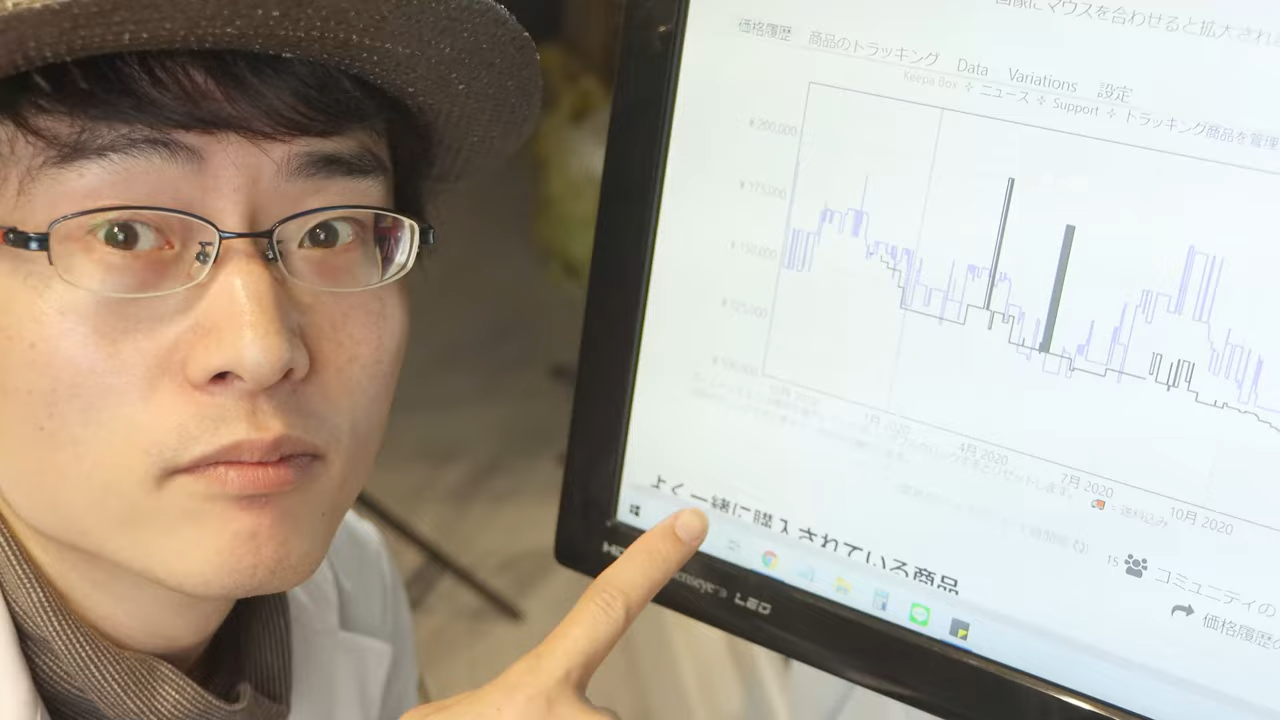 画像にマウスを合わせると拡大され
価格履歴 商品のトラッキング Data Variations 設定
Keepa Box ✧ ニュース ✧ Support ✧ トラッキング商品を管理
¥ 200,000
¥ 175,000
¥ 150,000
¥ 125,000
¥ 100,000
1月 2020
4月 2020
7月 2020
10月 2020
= 送料込み
15 コミュニティの
価格履歴の
よく一緒に購入されている商品
LED